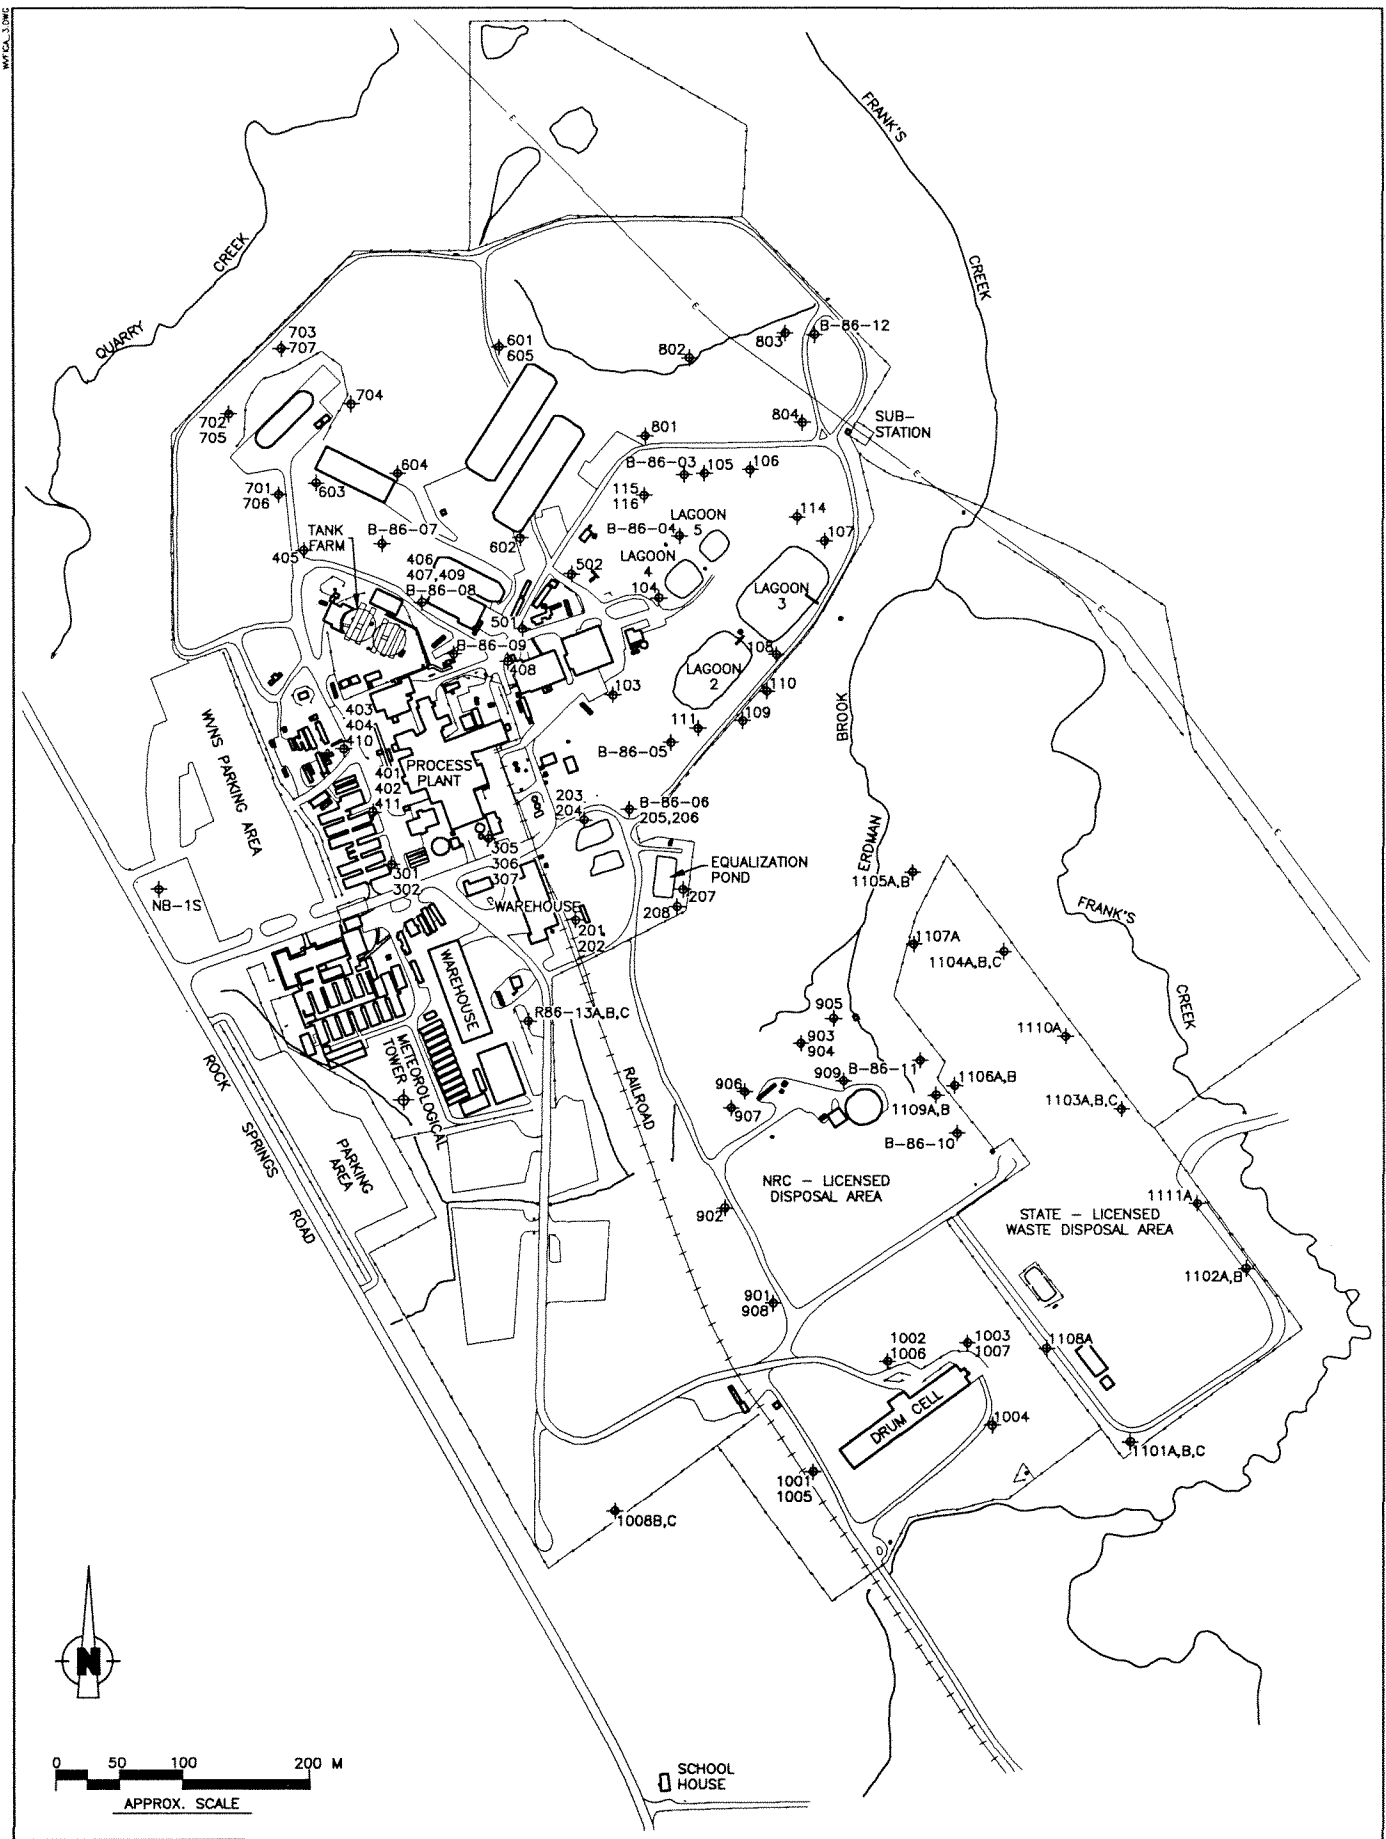 WVFICA_3.DWG
FRANK'S
CREEK
E
QUARRY
CREEK
E
703
707
601
605
802
803
B-86-12
704
702
705
804
SUB-
STATION
801
E
604
603
B-86-03
105
106
701
706
115
116
114
TANK
FARM
B-86-07
405
602
B-86-04
LAGOON
5
107
406
407,409
B-86-08
502
LAGOON
4
104
LAGOON
3
E
501
B-86-09
408
108
LAGOON
2
103
110
109
111
B-86-05
WVNS PARKING AREA
403
404
410
PROCESS
PLANT
401
402
411
BROOK
E
203
204
B-86-06
205,206
ERDMAN
305
306
307
301
302
EQUALIZATION
POND
207
208
1105A,B
NB-1S
WAREHOUSE
201
202
FRANK'S
CREEK
1107A
1104A,B,C
WAREHOUSE
R86-13A,B,C
905
903
904
1110A
METEOROLOGICAL
TOWER
ROCK
SPRINGS
ROAD
RAILROAD
B-86-11
909
906
907
1106A,B
1109A,B
1103A,B,C
B-86-10
PARKING
AREA
NRC – LICENSED
DISPOSAL AREA
902
1111A
STATE – LICENSED
WASTE DISPOSAL AREA
1102A,B
901
908
1002
1006
1003
1007
1108A
DRUM CELL
1004
1101A,B,C
1001
1005
1008B,C
N
0 50 100 200 M
APPROX. SCALE
SCHOOL
HOUSE